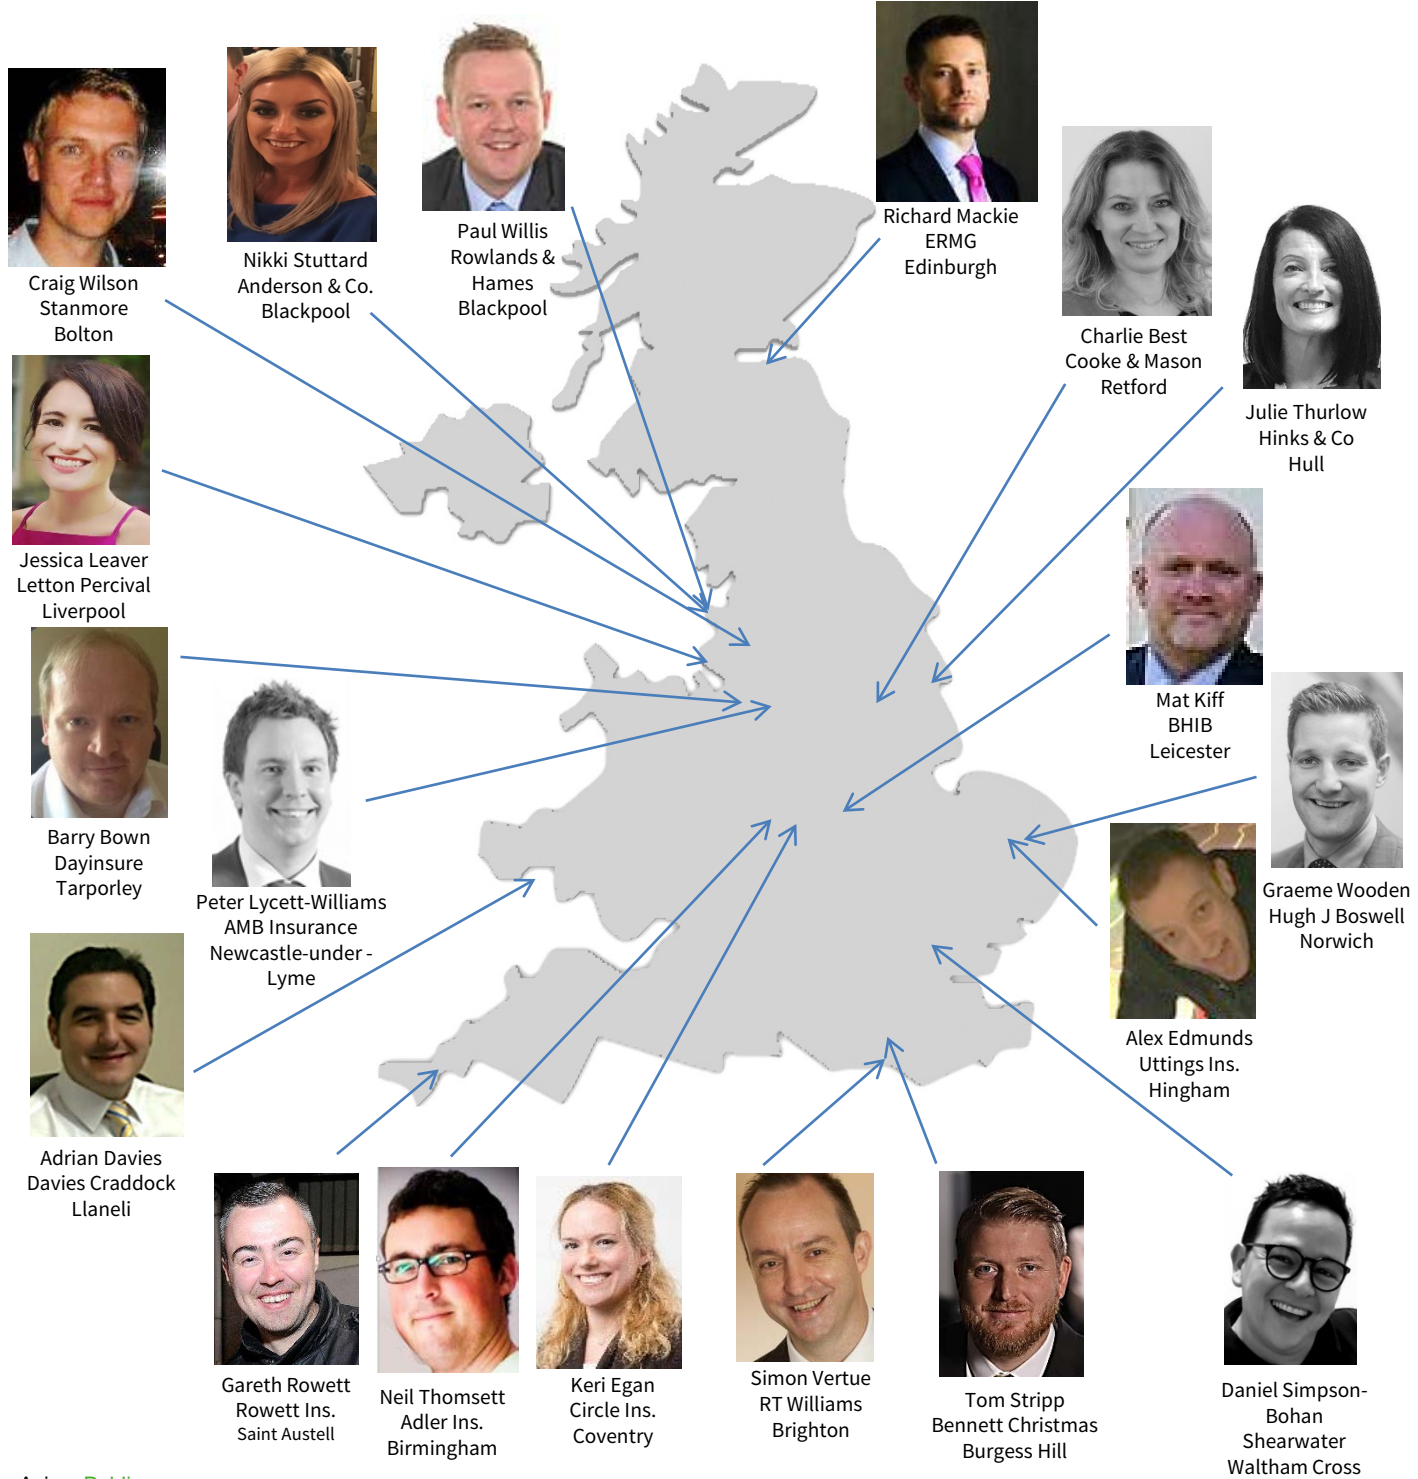 Richard Mackie
ERMG
Edinburgh
Paul Willis
Rowlands &
Hames
Blackpool
Nikki Stuttard
Anderson & Co.
Blackpool
Craig Wilson
Stanmore
Bolton
Charlie Best
Cooke & Mason
Retford
Julie Thurlow
Hinks & Co
Hull
Jessica Leaver
Letton Percival
Liverpool
Mat Kiff
BHIB
Leicester
Barry Bown
Dayinsure
Tarporley
Peter Lycett-Williams
AMB Insurance
Newcastle-under -
Lyme
Graeme Wooden
Hugh J Boswell
Norwich
Alex Edmunds
Uttings Ins.
Hingham
Adrian Davies
Davies Craddock
Llaneli
Gareth Rowett
Rowett Ins.
Saint Austell
Neil Thomsett
Adler Ins.
Birmingham
Keri Egan
Circle Ins.
Coventry
Simon Vertue
RT Williams
Brighton
Tom Stripp
Bennett Christmas
Burgess Hill
Daniel Simpson-
Bohan
Shearwater
Waltham Cross